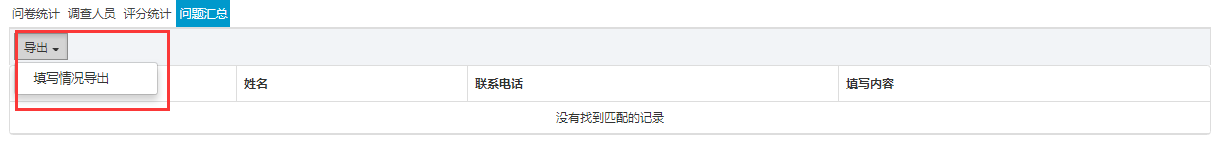 问卷统计 调查人员 评分统计 问题汇总
导出
填写情况导出
姓名 联系电话 填写内容
没有找到匹配的记录